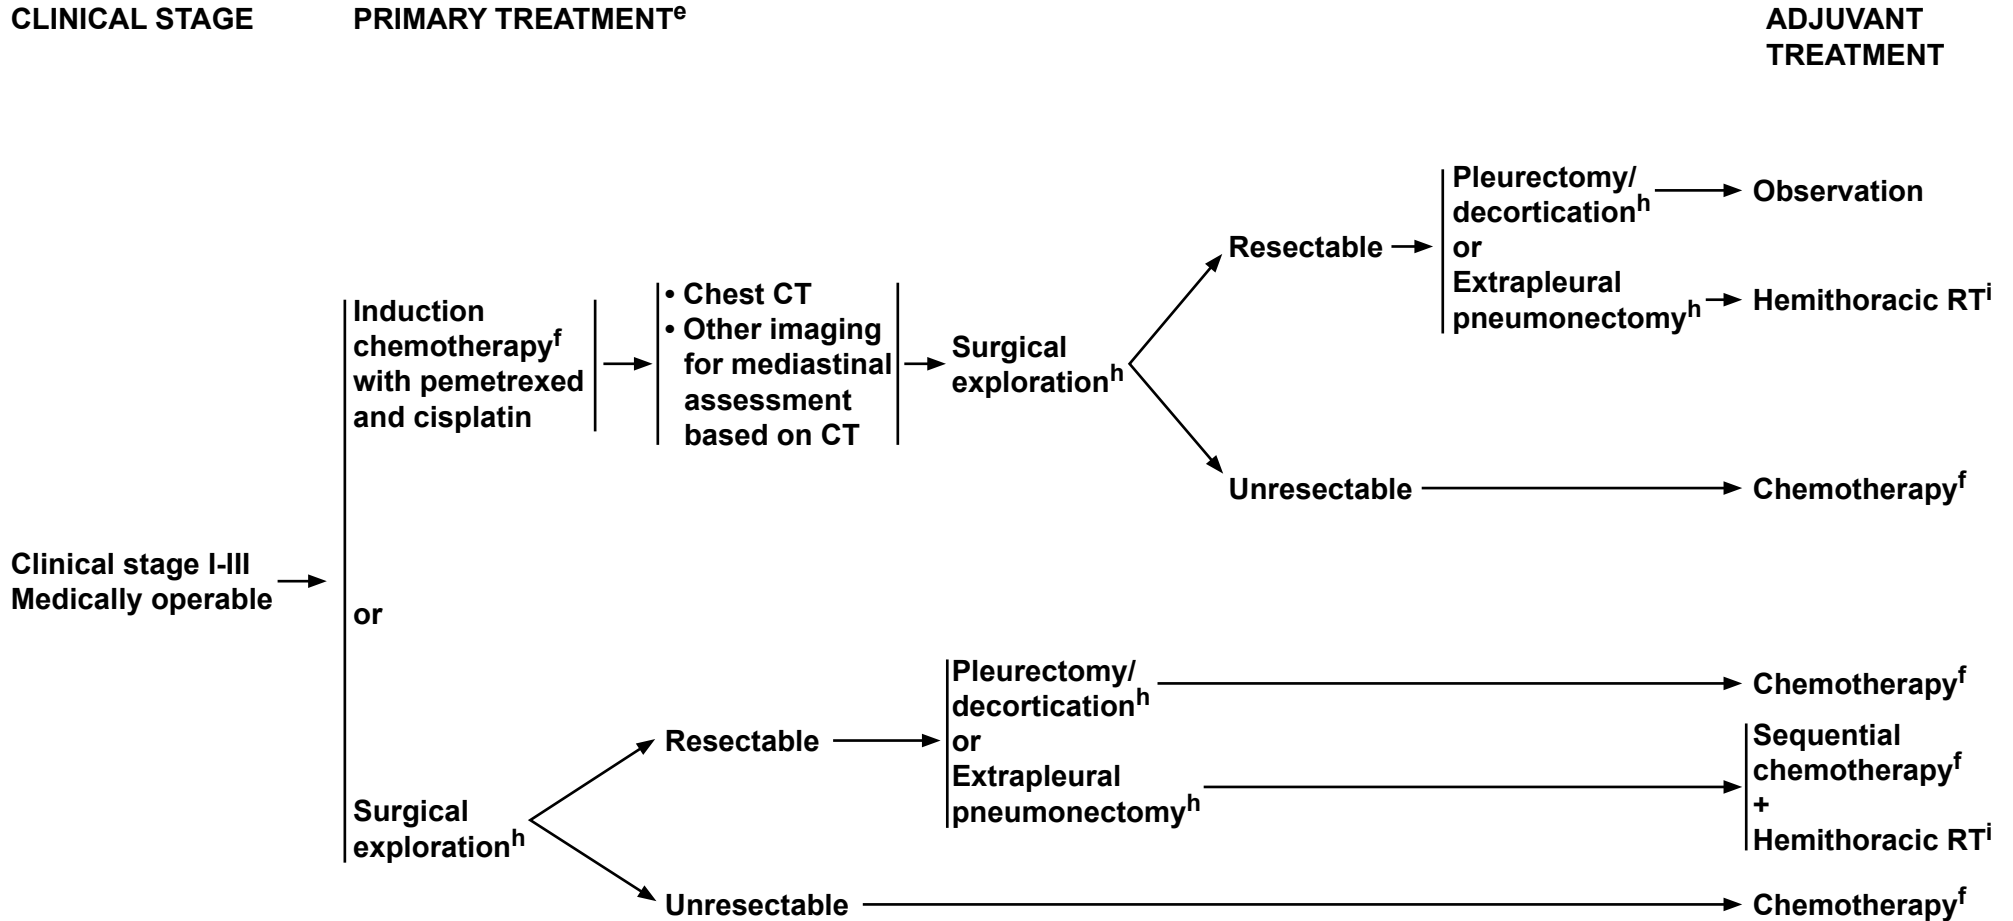 CLINICAL STAGE
PRIMARY TREATMENTe
ADJUVANT
TREATMENT
Clinical stage I-III
Medically operable
Induction
chemotherapyf
with pemetrexed
and cisplatin
• Chest CT
• Other imaging
for mediastinal
assessment
based on CT
Surgical
explorationh
Resectable
Pleurectomy/
decorticationh
or
Extrapleural
pneumonectomyh
Observation
Hemithoracic RTi
Unresectable
Chemotherapyf
or
Surgical
explorationh
Resectable
Pleurectomy/
decorticationh
or
Extrapleural
pneumonectomyh
Chemotherapyf
Sequential
chemotherapyf
+
Hemithoracic RTi
Unresectable
Chemotherapyf